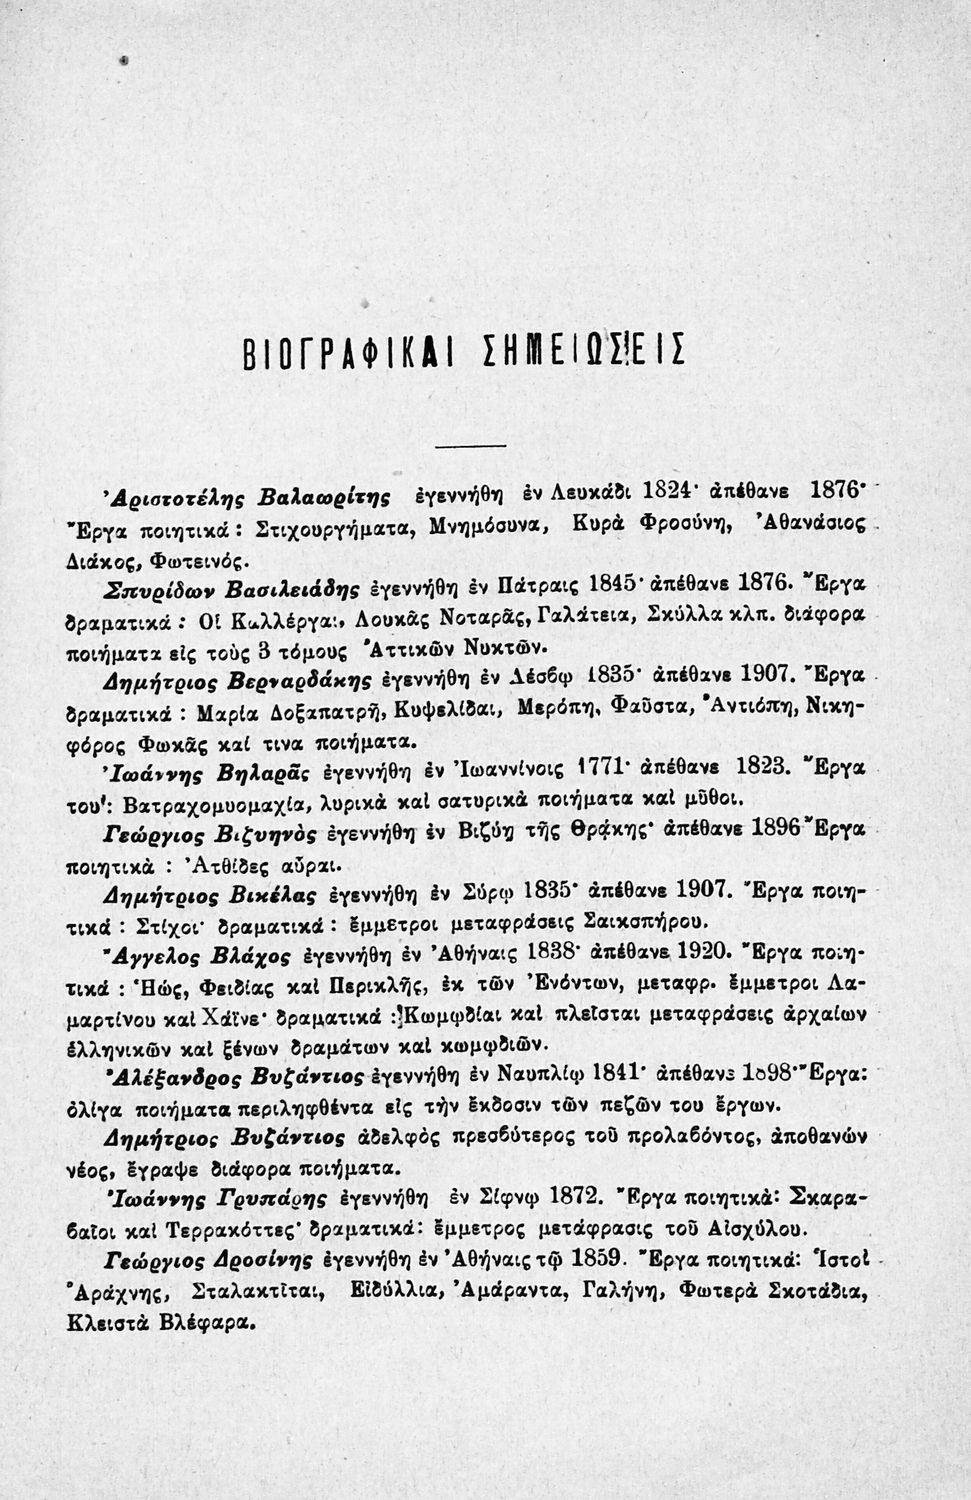 ΒΙΟΓΡΑΦΙΚΑΙ ΣΗΜΕΙΩΣΕΙΣ
Ἀριστοτέλης Βαλαωρίτης ἐγεννήθη ἐν Λευκάδι 1824· ἀπέθανε 1876·
Ἔργα ποιητικά : Στιχουργήματα, Μνημόσυνα, Κυρὰ Φροσύνη, Ἀθανάσιος
Διάκος, Φωτεινός.
Σπυρίδων Βασιλειάδης ἐγεννήθη ἐν Πάτραις 1845· ἀπέθανε 1876. Ἔργα
δραματικά : Οἱ Καλλέργαι, Λουκᾶς Νοταρᾶς, Γαλάτεια, Σκύλλα κλπ. διάφορα
ποιήματα εἰς τοὺς 3 τόμους Ἀττικῶν Νυκτῶν.
Δημήτριος Βερναρδάκης ἐγεννήθη ἐν Λέσβῳ 1835· ἀπέθανε 1907. Ἔργα
δραματικά : Μαρία Δοξαπατρῆ, Κυψελίδαι, Μερόπη, Φαῦστα, Ἀντιόπη, Νικη-
φόρος Φωκᾶς καί τινα ποιήματα.
Ἰωάννης Βηλαρᾶς ἐγεννήθη ἐν Ἰωαννίνοις 1771· ἀπέθανε 1823. Ἔργα
του : Βατραχομυομαχία, λυρικὰ καὶ σατυρικὰ ποιήματα καὶ μῦθοι.
Γεώργιος Βιζυηνὸς ἐγεννήθη ἐν Βιζύῃ τῆς Θρᾴκης· ἀπέθανε 1896 Ἔργα
ποιητικὰ : Ἀτθίδες αὖραι.
Δημήτριος Βικέλας ἐγεννήθη ἐν Σύρῳ 1835· ἀπέθανε 1907. Ἔργα ποιη-
τικά : Στίχοι· δραματικά : ἔμμετροι μεταφράσεις Σαικσπήρου.
Ἄγγελος Βλάχος ἐγεννήθη ἐν Ἀθήναις 1838· ἀπέθανε 1920. Ἔργα ποιη-
τικά : Ἠώς, Φειδίας καὶ Περικλῆς, ἐκ τῶν Ἐνόντων, μεταφρ. ἔμμετροι Λα-
μαρτίνου καὶ Χάϊνε· δραματικά : Κωμῳδίαι καὶ πλεῖσται μεταφράσεις ἀρχαίων
ἑλληνικῶν καὶ ξένων δραμάτων καὶ κωμῳδιῶν.
Ἀλέξανδρος Βυζάντιος ἐγεννήθη ἐν Ναυπλίῳ 1841· ἀπέθανε 1898· Ἔργα:
ὀλίγα ποιήματα περιληφθέντα εἰς τὴν ἔκδοσιν τῶν πεζῶν του ἔργων.
Δημήτριος Βυζάντιος ἀδελφὸς πρεσβύτερος τοῦ προλαβόντος, ἀποθανών
νέος, ἔγραψε διάφορα ποιήματα.
Ἰωάννης Γρυπάρης ἐγεννήθη ἐν Σίφνῳ 1872. Ἔργα ποιητικὰ: Σκαρα-
βαῖοι καὶ Τερρακόττες· δραματικά: ἔμμετρος μετάφρασις τοῦ Αἰσχύλου.
Γεώργιος Δροσίνης ἐγεννήθη ἐν Ἀθήναις τῷ 1859. Ἔργα ποιητικά: Ἱστοὶ
Ἀράχνης, Σταλακτῖται, Εἰδύλλια, Ἀμάραντα, Γαλήνη, Φωτερὰ Σκοτάδια,
Κλειστὰ Βλέφαρα.